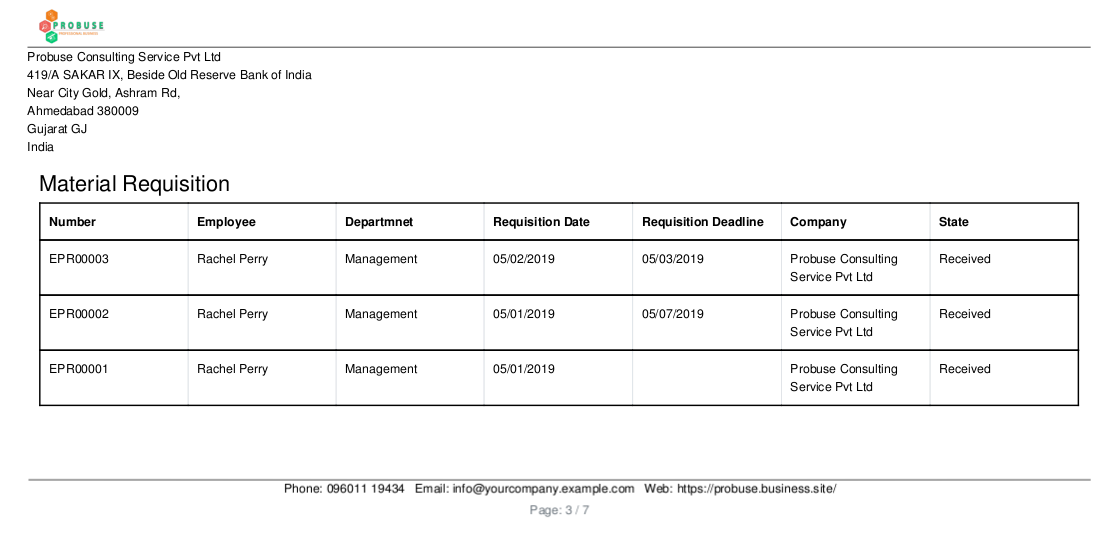 PROBUSE
Probuse Consulting Service Pvt Ltd
419/A SAKAR IX, Beside Old Reserve Bank of India
Near City Gold, Ashram Rd,
Ahmedabad 380009
Gujarat GJ
India
Material Requisition
Number Employee Departmnet Requisition Date Requisition Deadline Company State
EPR00003 Rachel Perry Management 05/02/2019 05/03/2019 Probuse Consulting Received
Service Pvt Ltd
EPR00002 Rachel Perry Management 05/01/2019 05/07/2019 Probuse Consulting Received
Service Pvt Ltd
EPR00001 Rachel Perry Management 05/01/2019 Probuse Consulting Received
Service Pvt Ltd
Phone: 096011 19434 Email: info@yourcompany.example.com Web: https://probuse.business.site/
Page: 3 / 7